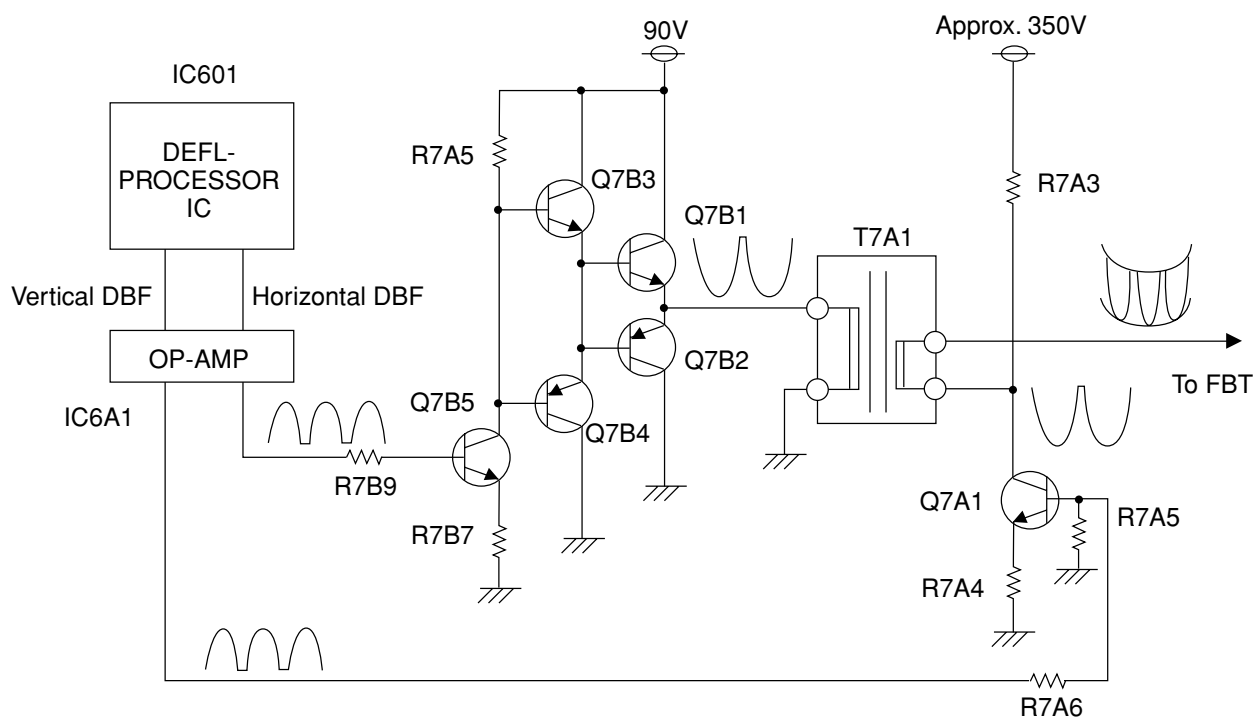 90V
Approx. 350V
IC601
DEFL-
PROCESSOR
IC
R7A5
Q7B3
R7A3
Q7B1
T7A1
Vertical DBF
Horizontal DBF
OP-AMP
Q7B2
To FBT
IC6A1
Q7B5
Q7B4
R7B9
Q7A1
R7A5
R7B7
R7A4
R7A6